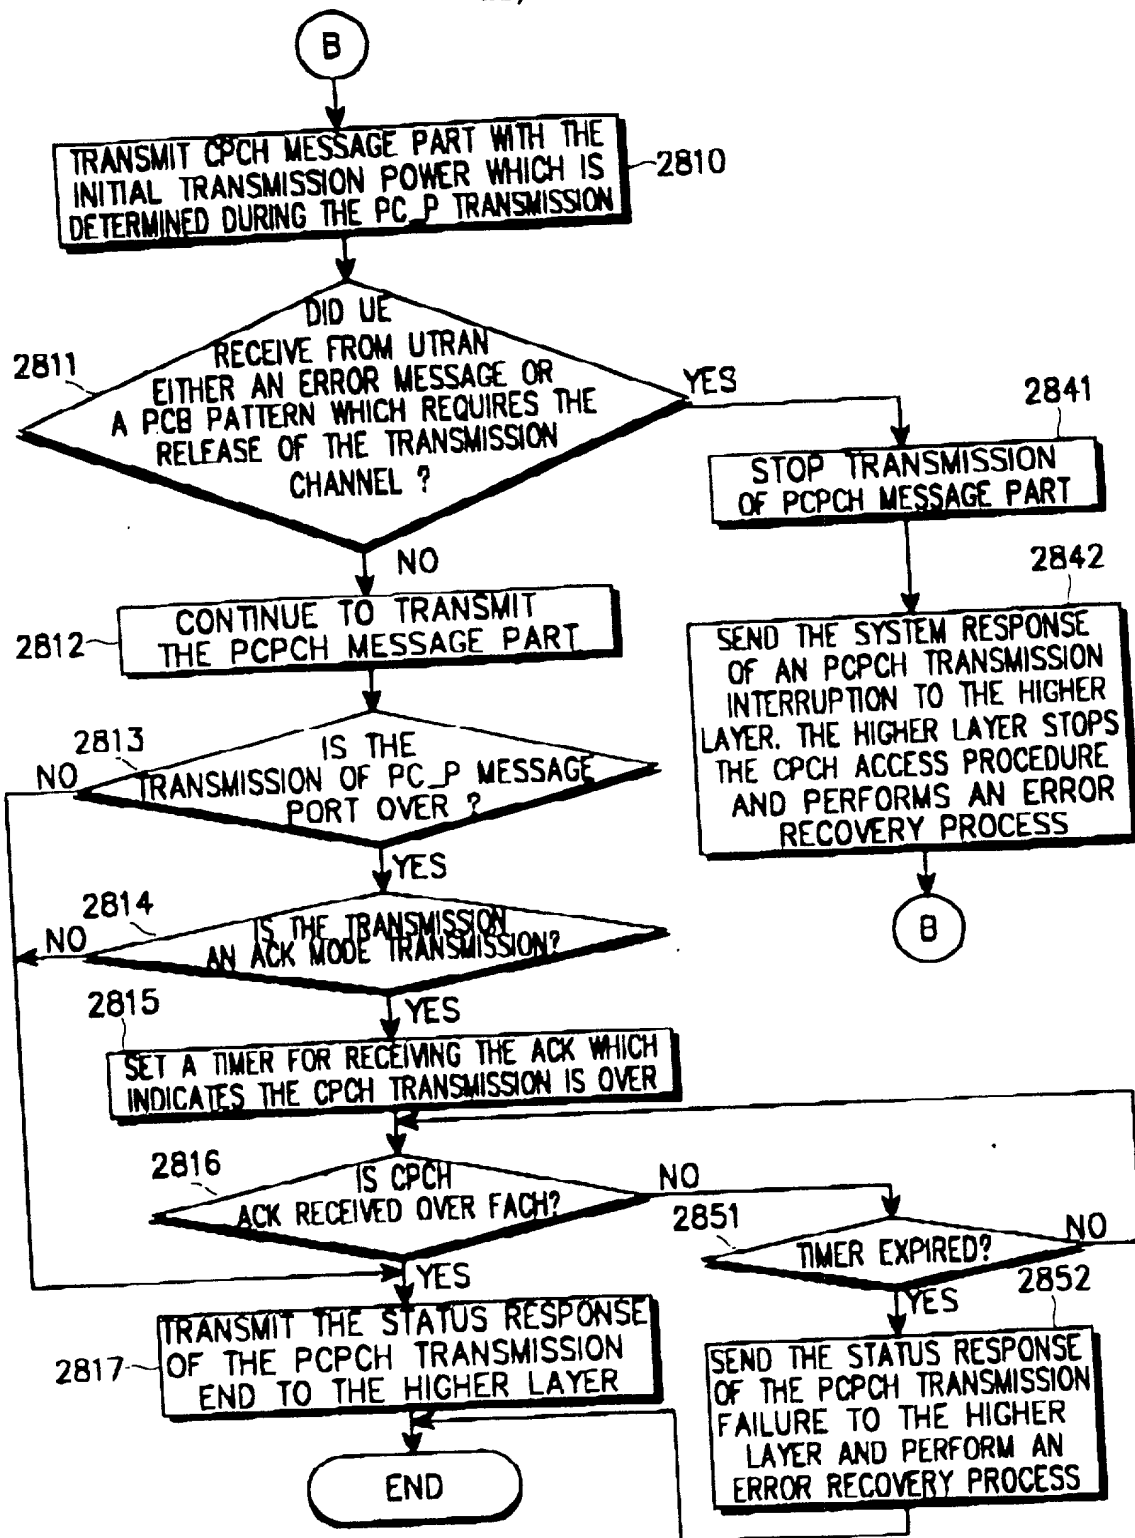 B
TRANSMIT CPCH MESSAGE PART WITH THE
INITIAL TRANSMISSION POWER WHICH IS
DETERMINED DURING THE PC_P TRANSMISSION
2810
DID UE
RECEIVE FROM UTRAN
EITHER AN ERROR MESSAGE OR
A PCB PATTERN WHICH REQUIRES THE
RELEASE OF THE TRANSMISSION
CHANNEL ?
2811
YES
NO
2841
STOP TRANSMISSION
OF PCPCH MESSAGE PART
2842
SEND THE SYSTEM RESPONSE
OF AN PCPCH TRANSMISSION
INTERRUPTION TO THE HIGHER
LAYER. THE HIGHER LAYER STOPS
THE CPCH ACCESS PROCEDURE
AND PERFORMS AN ERROR
RECOVERY PROCESS
B
CONTINUE TO TRANSMIT
THE PCPCH MESSAGE PART
2812
2813
NO
IS THE
TRANSMISSION OF PC_P MESSAGE
PORT OVER ?
YES
2814
NO
IS THE TRANSMISSION
AN ACK MODE TRANSMISSION?
YES
2815
SET A TIMER FOR RECEIVING THE ACK WHICH
INDICATES THE CPCH TRANSMISSION IS OVER
2816
IS CPCH
ACK RECEIVED OVER FACH?
NO
YES
2851
TIMER EXPIRED?
NO
YES
2852
SEND THE STATUS RESPONSE
OF THE PCPCH TRANSMISSION
FAILURE TO THE HIGHER
LAYER AND PERFORM AN
ERROR RECOVERY PROCESS
TRANSMIT THE STATUS RESPONSE
OF THE PCPCH TRANSMISSION
END TO THE HIGHER LAYER
2817
END